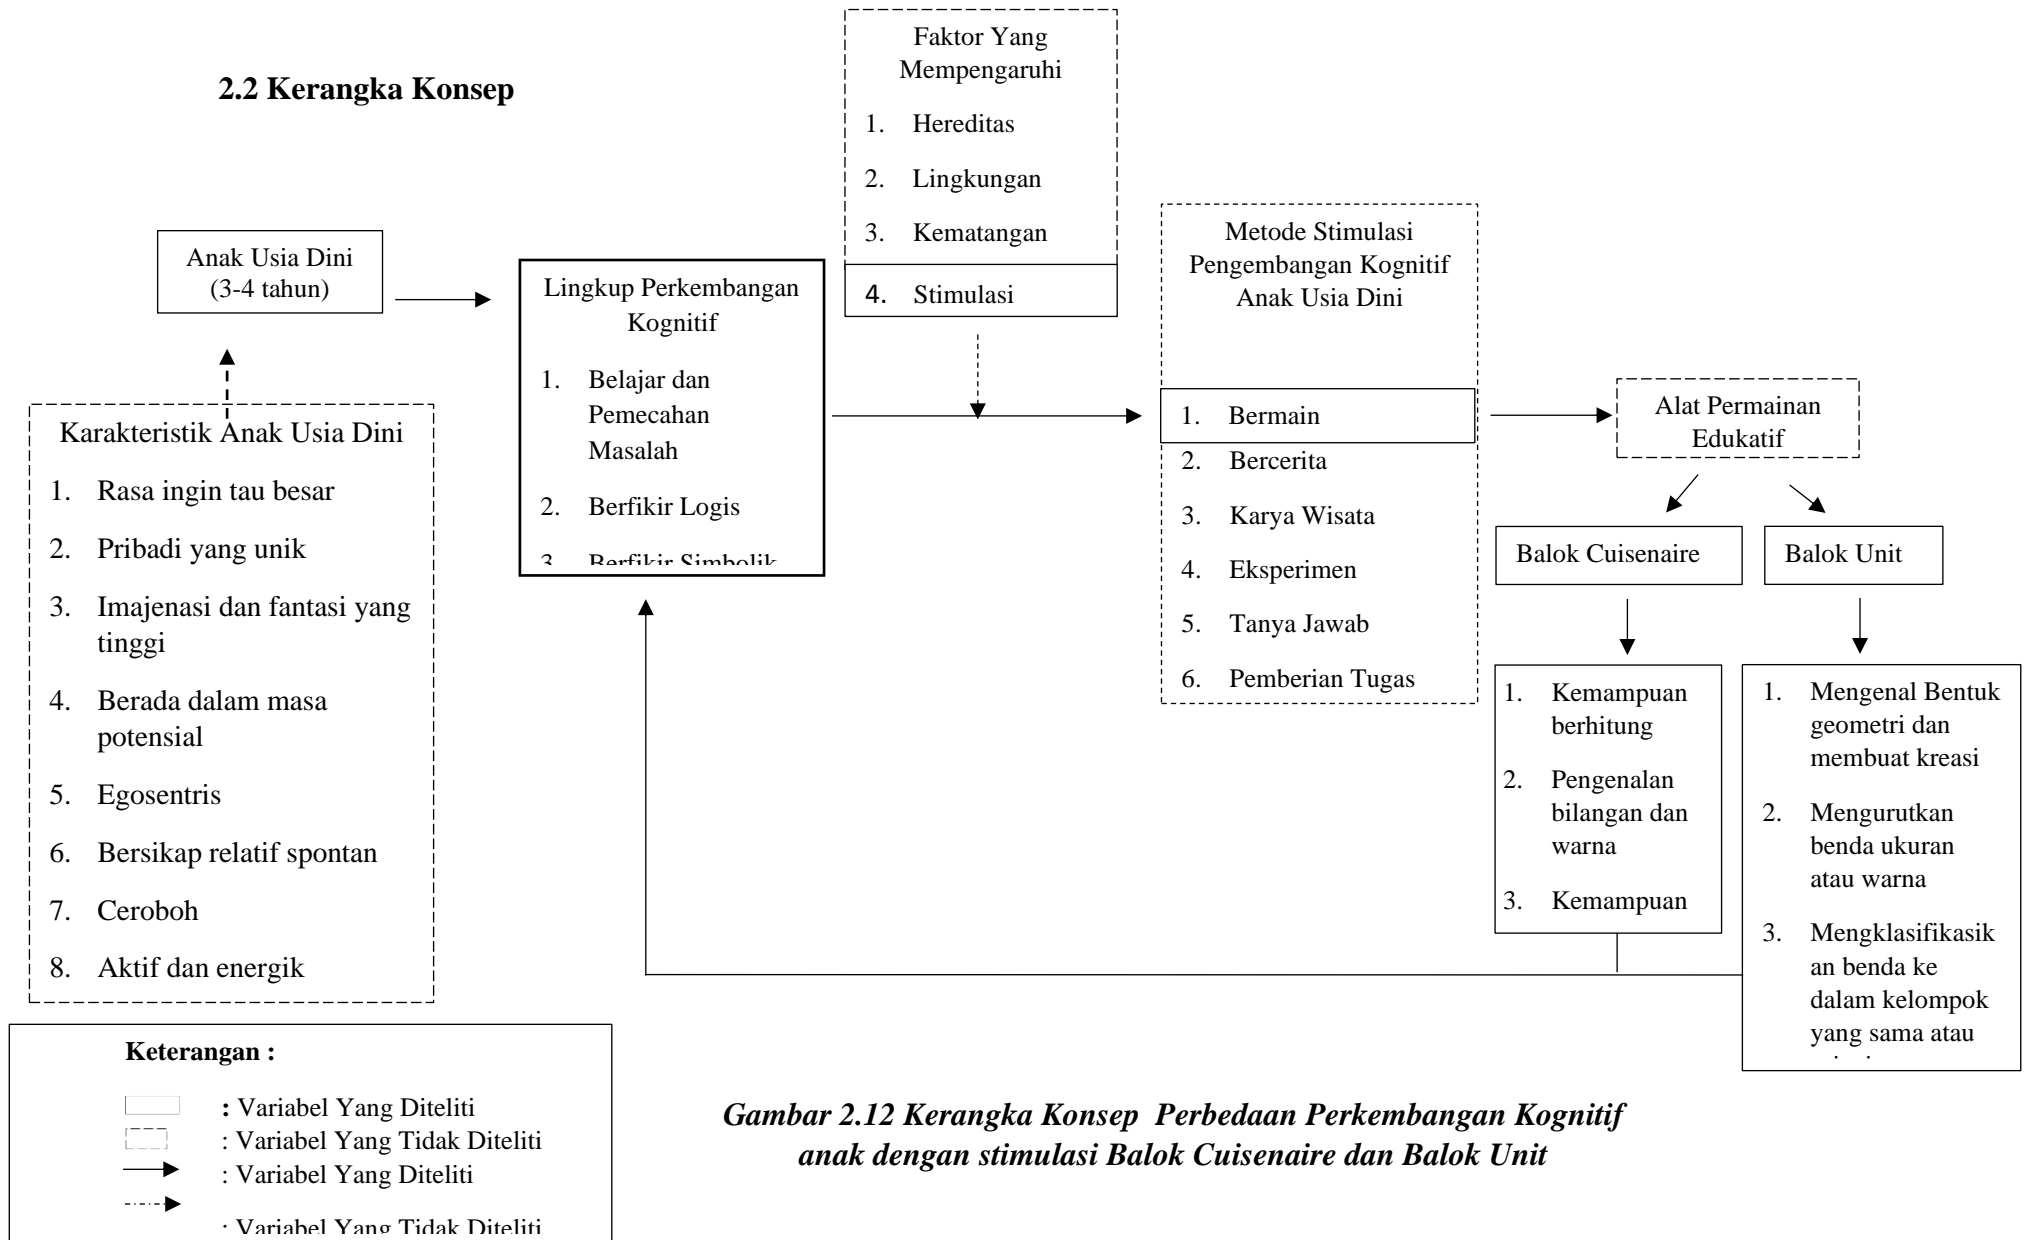 2.2 Kerangka Konsep
Faktor Yang
Mempengaruhi
1. Hereditas
2. Lingkungan
3. Kematangan
4. Stimulasi
Anak Usia Dini
(3-4 tahun)
Karakteristik Anak Usia Dini
1. Rasa ingin tau besar
2. Pribadi yang unik
3. Imajenasi dan fantasi yang
tinggi
4. Berada dalam masa
potensial
5. Egosentris
6. Bersikap relatif spontan
7. Ceroboh
8. Aktif dan energik
Lingkup Perkembangan
Kognitif
1. Belajar dan
Pemecahan
Masalah
2. Berfikir Logis
3. Berfikir Simbolik
Metode Stimulasi
Pengembangan Kognitif
Anak Usia Dini
1. Bermain
2. Bercerita
3. Karya Wisata
4. Eksperimen
5. Tanya Jawab
6. Pemberian Tugas
Alat Permainan
Edukatif
Balok Cuisenaire
Balok Unit
1. Kemampuan
berhitung
2. Pengenalan
bilangan dan
warna
3. Kemampuan
1. Mengenal Bentuk
geometri dan
membuat kreasi
2. Mengurutkan
benda ukuran
atau warna
3. Mengklasifikasik
an benda ke
dalam kelompok
yang sama atau
Keterangan :
: Variabel Yang Diteliti
: Variabel Yang Tidak Diteliti
: Variabel Yang Diteliti
: Variabel Yang Tidak Diteliti
Gambar 2.12 Kerangka Konsep Perbedaan Perkembangan Kognitif
anak dengan stimulasi Balok Cuisenaire dan Balok Unit